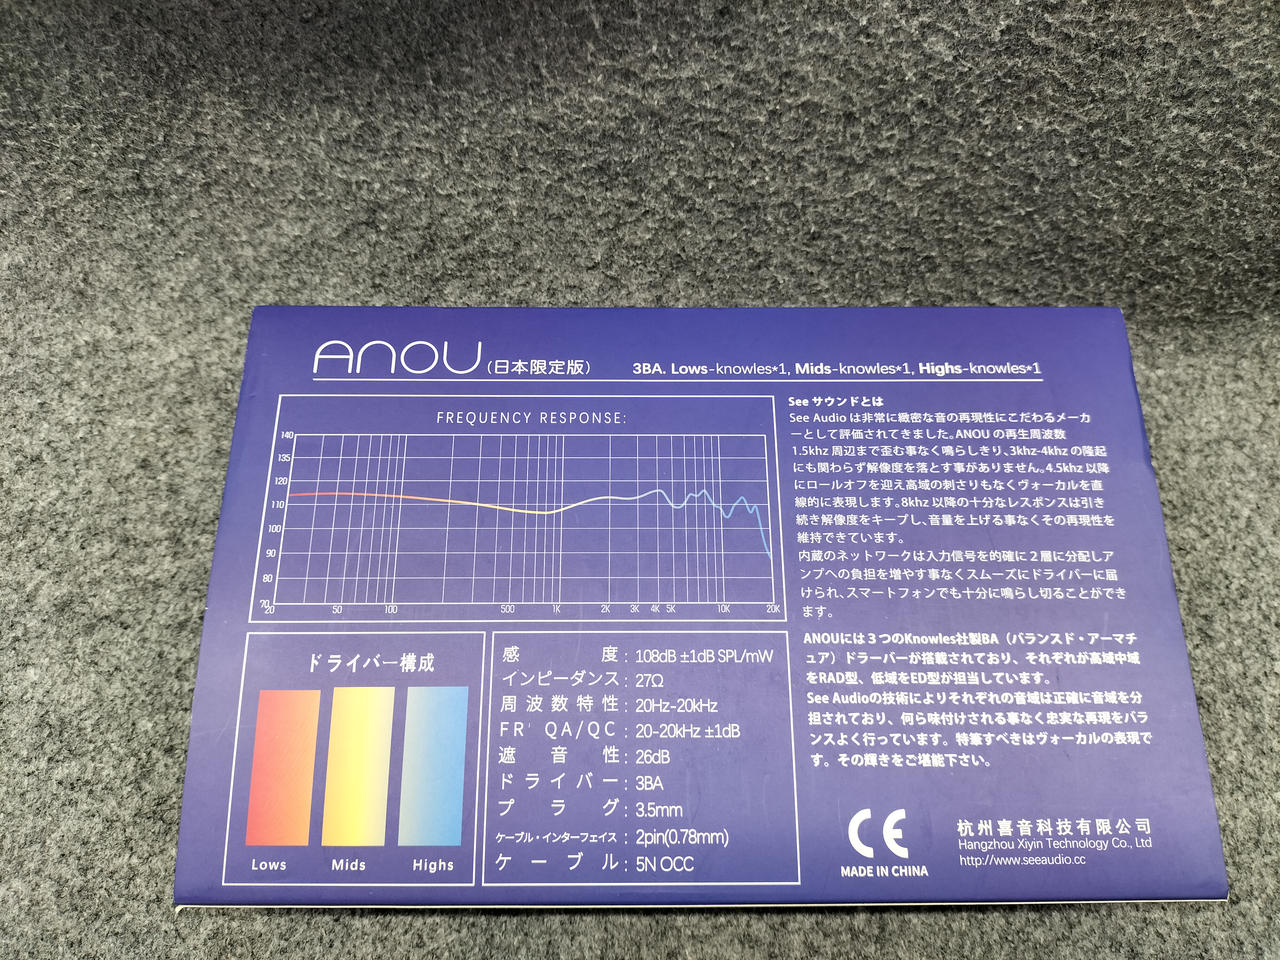 ANOU (日本限定版)
3BA. Lows-knowles*1, Mids-knowles*1, Highs-knowles*1
FREQUENCY RESPONSE:
140
135
120
110
100
90
80
70
20 50 100 500 1K 2K 3K 4K 5K 10K 20K
See サウンドとは
See Audio は非常に緻密な音の再現性にこだわるメーカ
ーとして評価されてきました。ANOU の再生周波数
1.5khz 周辺まで歪む事なく鳴らしきり、3khz-4khz の隆起
にも関わらず解像度を落とす事がありません。4.5khz 以降
にロールオフを迎え高域の刺さりもなくヴォーカルを直
線的に表現します。8khz 以降の十分なレスポンスは引き
続き解像度をキープし、音量を上げる事なくその再現性を
維持できています。
内蔵のネットワークは入力信号を的確に 2 層に分配しア
ンプへの負担を増やす事なくスムーズにドライバーに届
けられ、スマートフォンでも十分に鳴らし切ることができ
ます。
ANOUには３つのKnowles社製BA（バランスド・アーマチ
ュア）ドラーバーが搭載されており、それぞれが高域中域
をRAD型、低域をED型が担当しています。
See Audioの技術によりそれぞれの音域は正確に音域を分
担されており、何ら味付けされる事なく忠実な再現をバラ
ンスよく行っています。特筆すべきはヴォーカルの表現で
す。その輝きをご堪能下さい。
ドライバー構成
Lows Mids Highs
感度: 108dB ±1dB SPL/mW
インピーダンス: 27Ω
周波数特性: 20Hz-20kHz
FR' QA/QC: 20-20kHz ±1dB
遮音性: 26dB
ドライバー: 3BA
プラグ: 3.5mm
ケーブル・インターフェイス: 2pin(0.78mm)
ケーブル: 5N OCC
CE
MADE IN CHINA
杭州喜音科技有限公司
Hangzhou Xiyin Technology Co., Ltd
http://www.seeaudio.cc